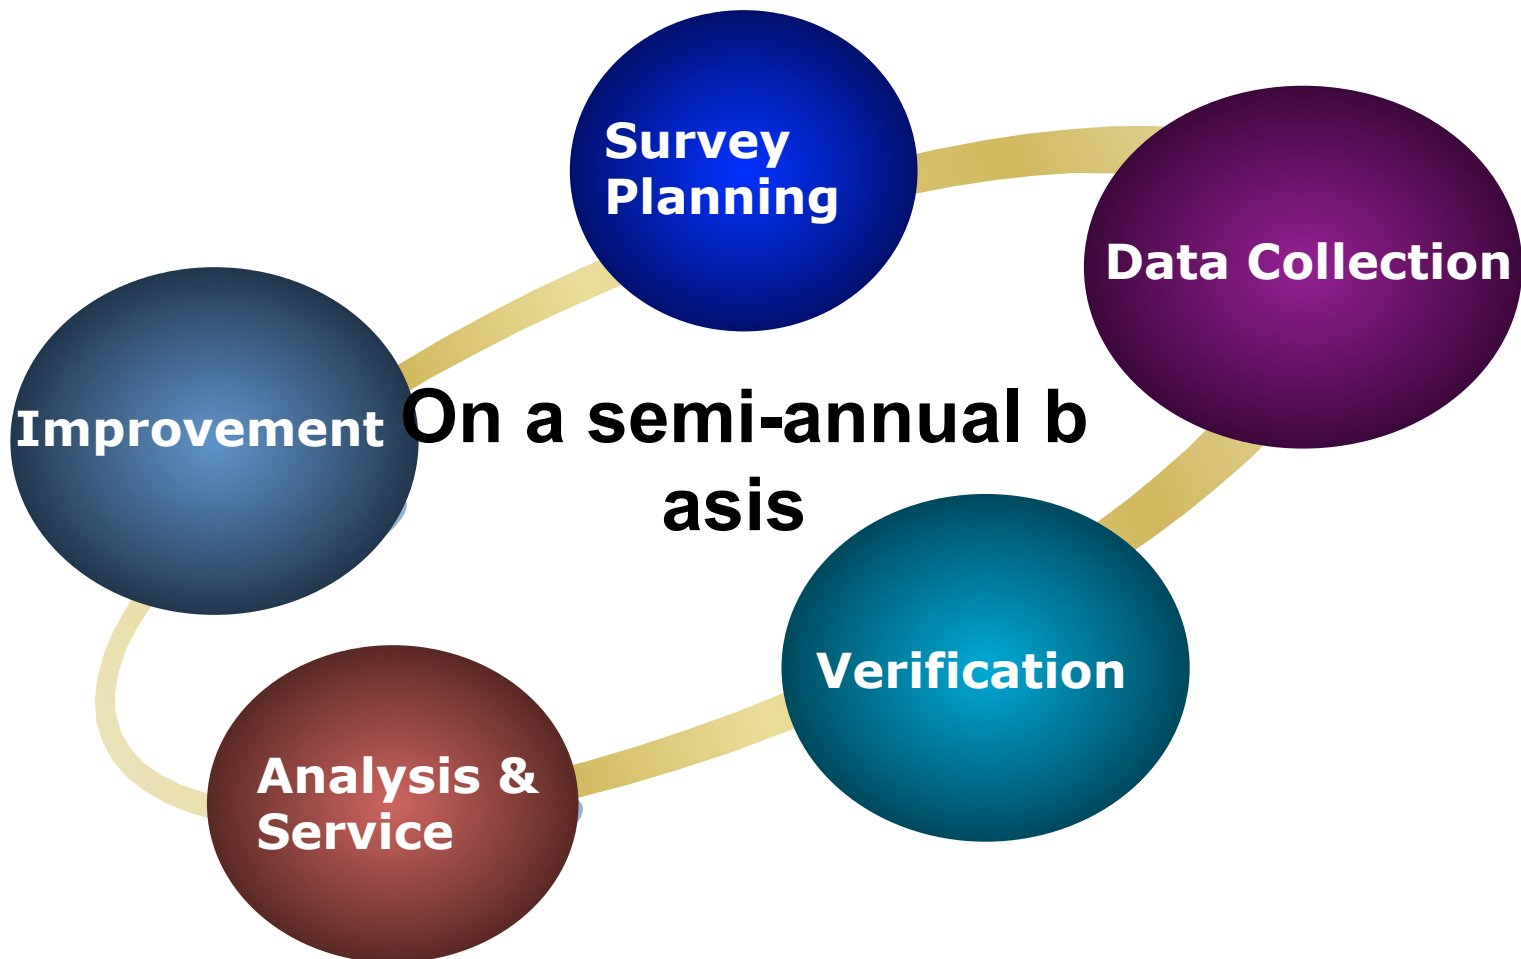 Survey
Planning
Data Collection
Improvement
On a semi-annual b
asis
Verification
Analysis &
Service